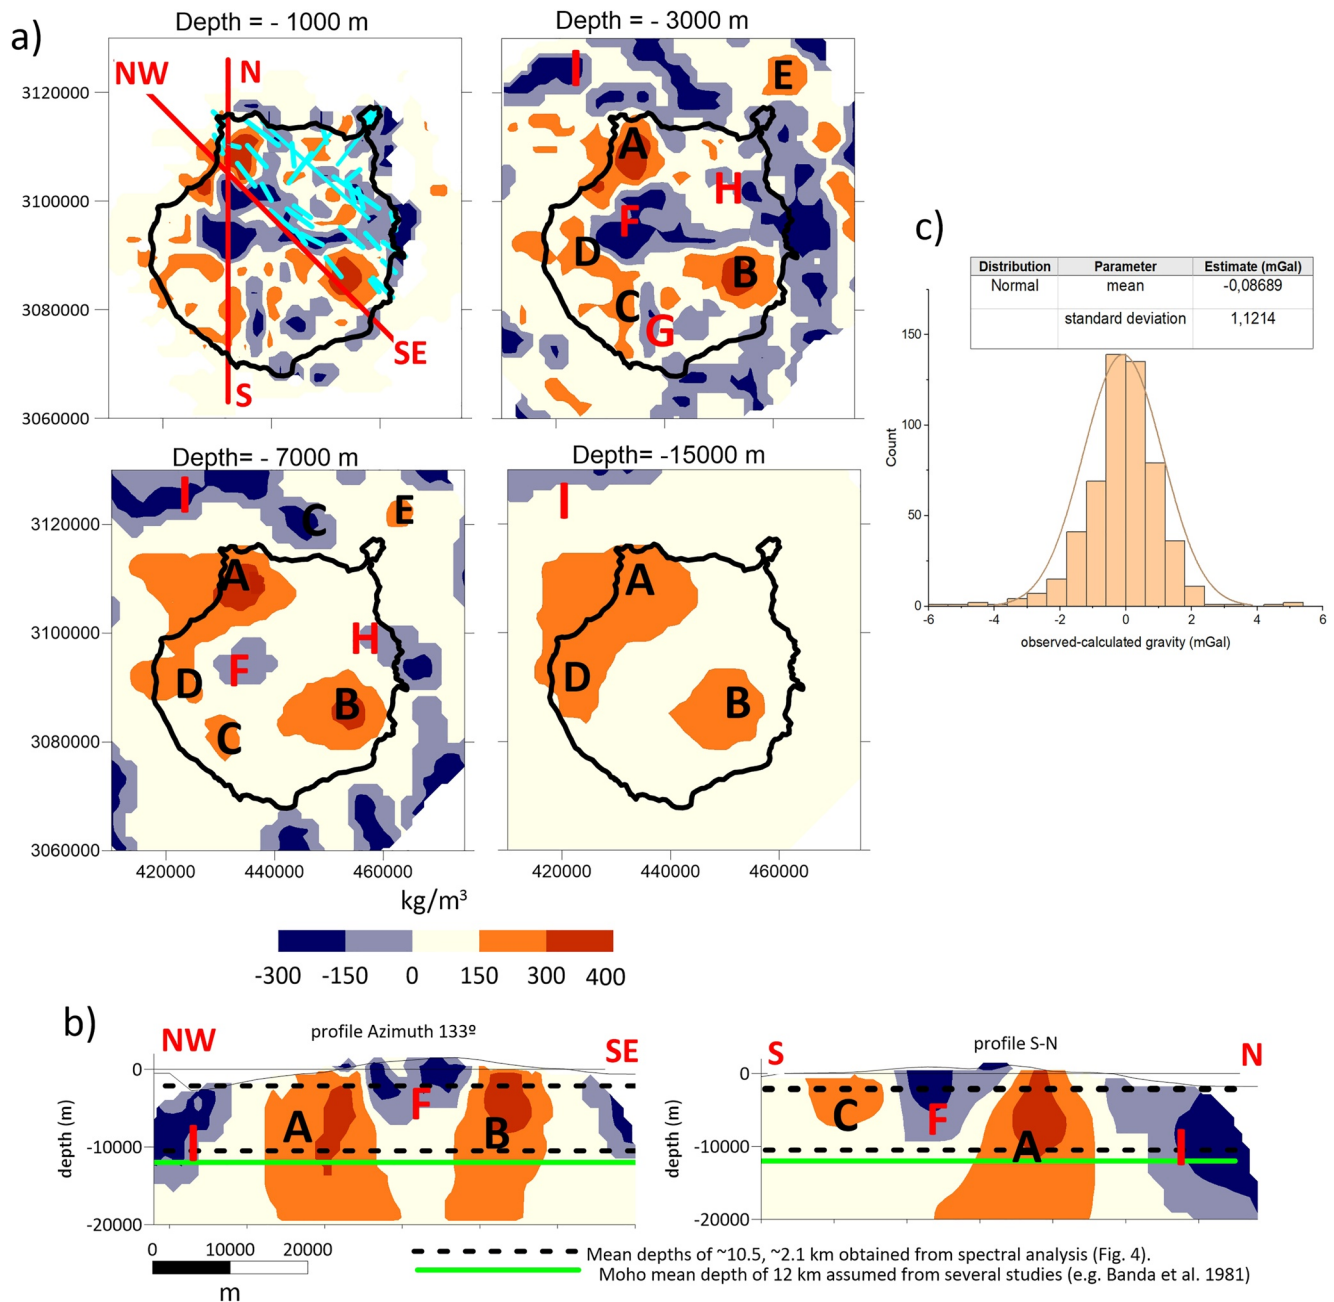 a)
Depth = - 1000 m
Depth = - 3000 m
NW
N
SE
S
3120000
3100000
3080000
3060000
I
E
A
H
F
D
B
C
G
c)
Distribution Parameter Estimate (mGal)
Normal mean -0,08689
standard deviation 1,1214
150
100
50
0
Count
-6 -4 -2 0 2 4 6
observed-calculated gravity (mGal)
Depth= - 7000 m
Depth= -15000 m
3120000
3100000
3080000
3060000
I
C
E
A
H
F
D
B
C
I
A
D
B
420000 440000 460000
420000 440000 460000
kg/m³
-300 -150 0 150 300 400
b)
NW
profile Azimuth 133º
SE
S
profile S-N
N
depth (m)
0
-10000
-20000
I
A
F
B
depth (m)
0
-10000
-20000
C
F
A
I
0 10000 20000
m
Mean depths of ~10.5, ~2.1 km obtained from spectral analysis (Fig. 4).
Moho mean depth of 12 km assumed from several studies (e.g. Banda et al. 1981)